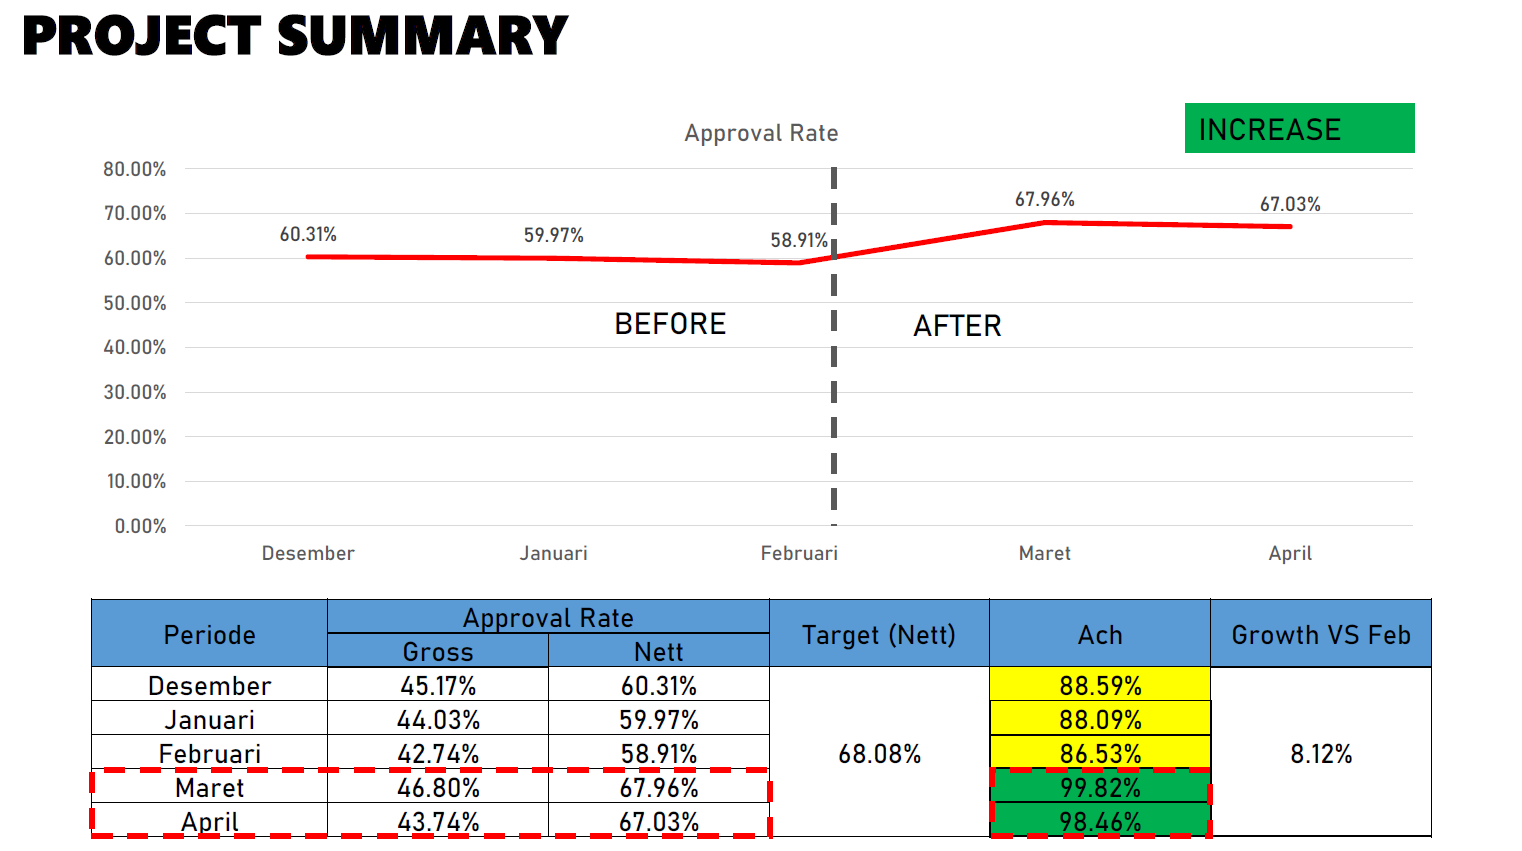 PROJECT SUMMARY
INCREASE
Approval Rate
80.00%
70.00%
60.00%
50.00%
40.00%
30.00%
20.00%
10.00%
0.00%
60.31%
59.97%
58.91%
67.96%
67.03%
BEFORE
AFTER
Desember Januari Februari Maret April
Periode Approval Rate Target (Nett) Ach Growth VS Feb
Gross Nett
Desember 45.17% 60.31% 88.59%
Januari 44.03% 59.97% 88.09%
Februari 42.74% 58.91% 68.08% 86.53% 8.12%
Maret 46.80% 67.96% 99.82%
April 43.74% 67.03% 98.46%